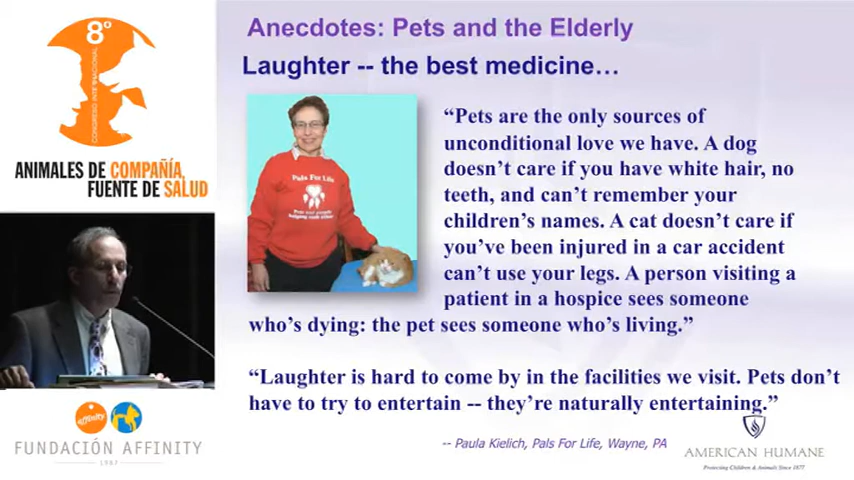 8º
CONGRESO INTERNACIONAL
ANIMALES DE COMPAÑÍA,
FUENTE DE SALUD
Anecdotes: Pets and the Elderly
Laughter -- the best medicine…
Pals For Life
“Pets are the only sources of
unconditional love we have. A dog
doesn’t care if you have white hair, no
teeth, and can’t remember your
children’s names. A cat doesn’t care if
you’ve been injured in a car accident
can’t use your legs. A person visiting a
patient in a hospice sees someone
who’s dying: the pet sees someone who’s living.”
“Laughter is hard to come by in the facilities we visit. Pets don’t
have to try to entertain -- they’re naturally entertaining.”
-- Paula Kielich, Pals For Life, Wayne, PA
affinity
FUNDACIÓN AFFINITY
1987
AMERICAN HUMANE
Protecting Children & Animals Since 1877